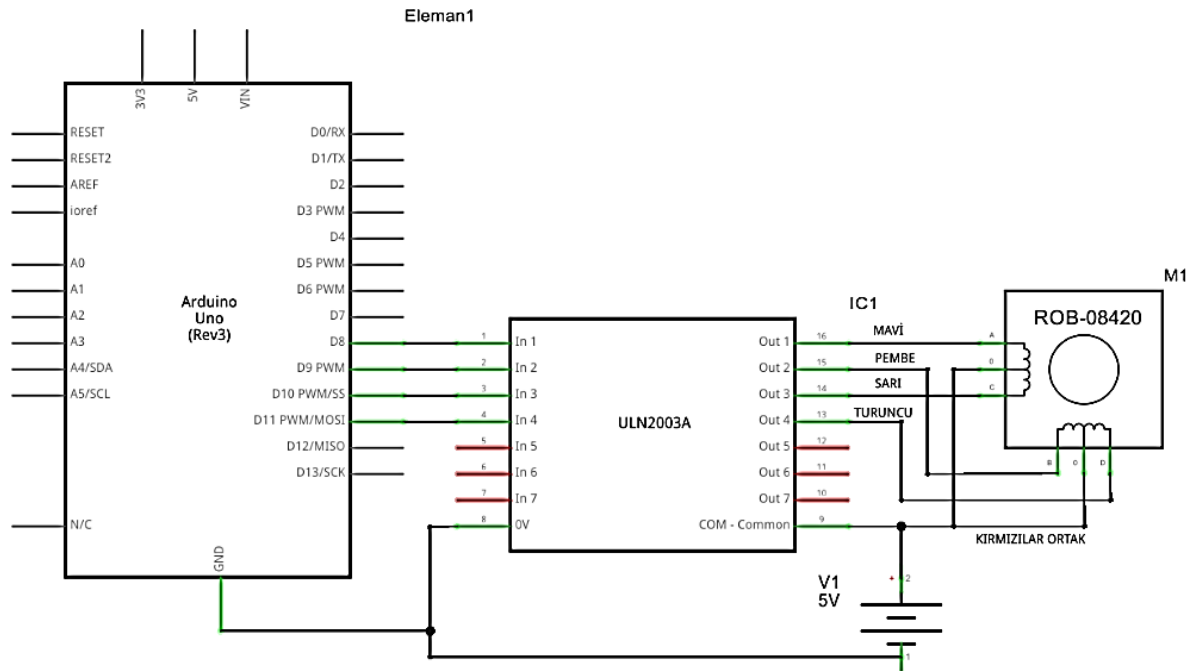 Eleman1
3V3
5V
VIN
RESET
RESET2
AREF
ioref
A0
A1
A2
A3
A4/SDA
A5/SCL
N/C
GND
Arduino
Uno
(Rev3)
D0/RX
D1/TX
D2
D3 PWM
D4
D5 PWM
D6 PWM
D7
D8
D9 PWM
D10 PWM/SS
D11 PWM/MOSI
D12/MISO
D13/SCK
IC1
1 In 1
2 In 2
3 In 3
4 In 4
5 In 5
6 In 6
7 In 7
8 0V
ULN2003A
Out 1 16
Out 2 15
Out 3 14
Out 4 13
Out 5 12
Out 6 11
Out 7 10
COM - Common 9
MAVİ
PEMBE
SARI
TURUNCU
M1
ROB-08420
A
0
C
B
0
D
KIRMIZILAR ORTAK
V1
5V
+ 2
1